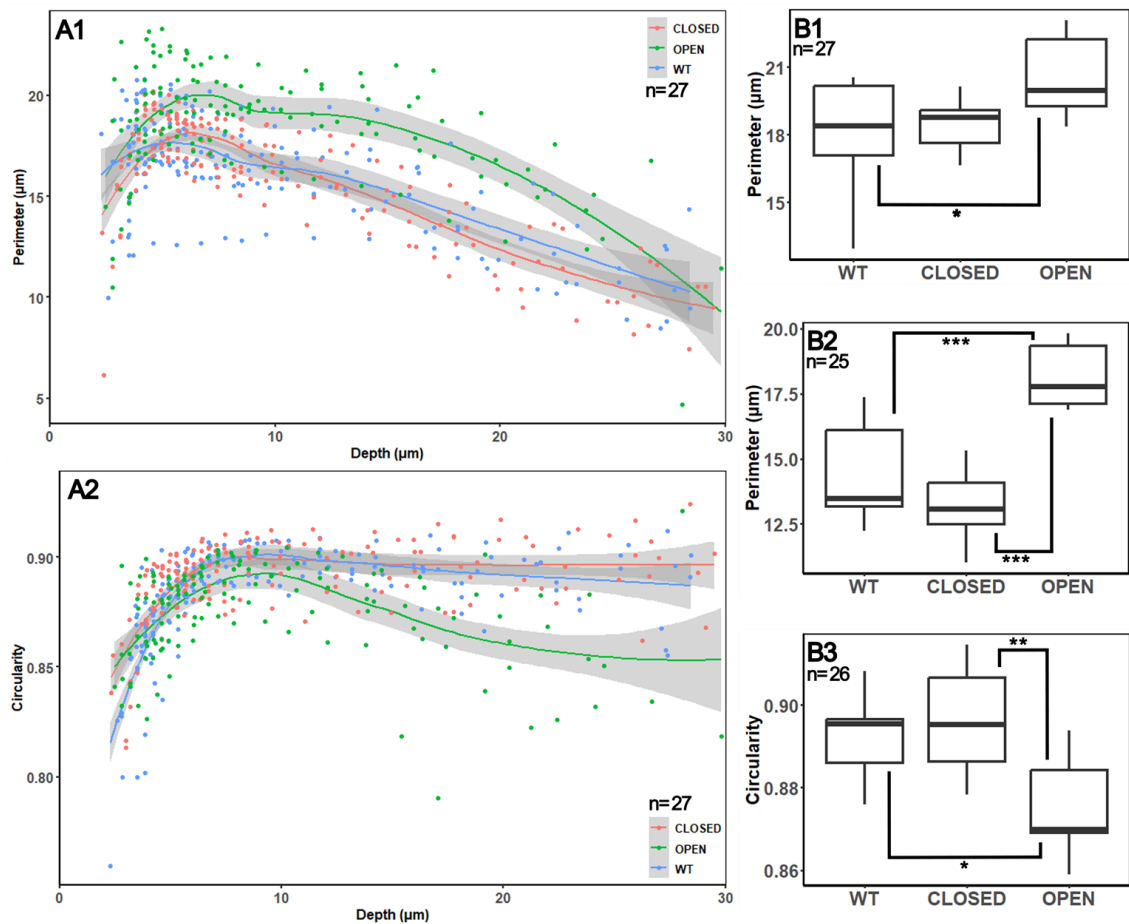 A1
CLOSED
OPEN
WT
n=27
Perimeter (µm)
20
15
10
5
0
10
20
30
Depth (µm)
A2
Circularity
0.90
0.85
0.80
n=27
CLOSED
OPEN
WT
0
10
20
30
Depth (µm)
B1
n=27
Perimeter (µm)
21
18
15
*
WT CLOSED OPEN
B2
n=25
Perimeter (µm)
20.0
17.5
15.0
12.5
***
***
WT CLOSED OPEN
B3
n=26
Circularity
0.90
0.88
0.86
**
*
WT CLOSED OPEN